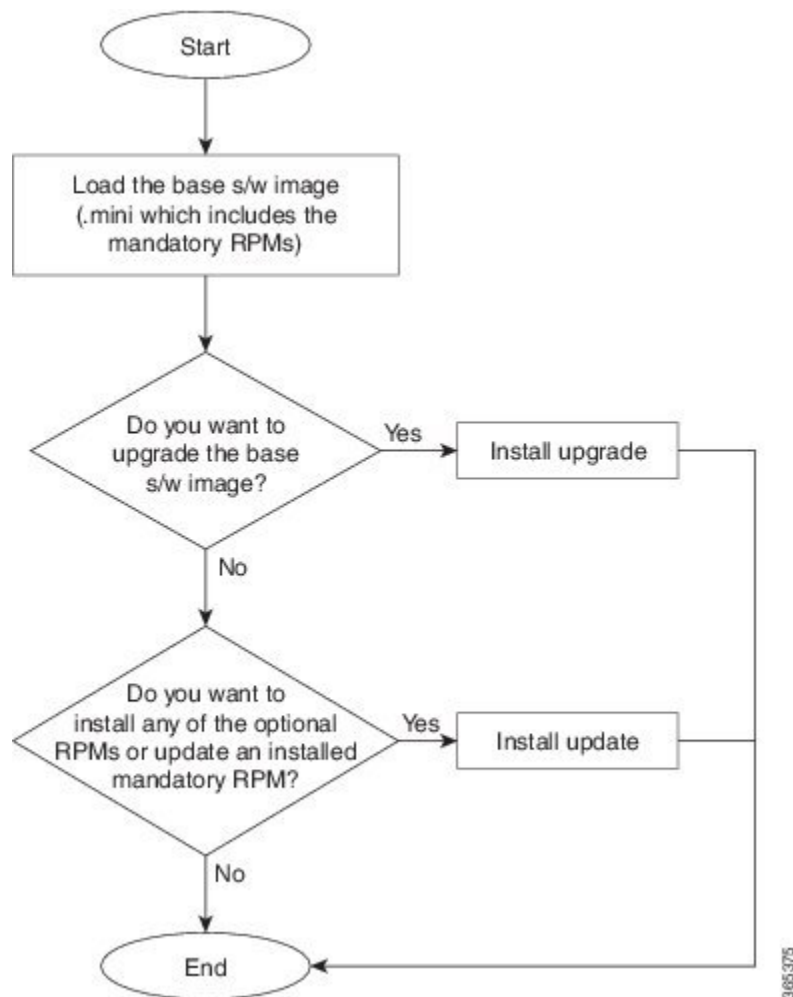 Start
Load the base s/w image
(.mini which includes the
mandatory RPMs)
Do you want to
upgrade the base
s/w image?
Yes
Install upgrade
No
Do you want to
install any of the optional
RPMs or update an installed
mandatory RPM?
Yes
Install update
No
End
365375